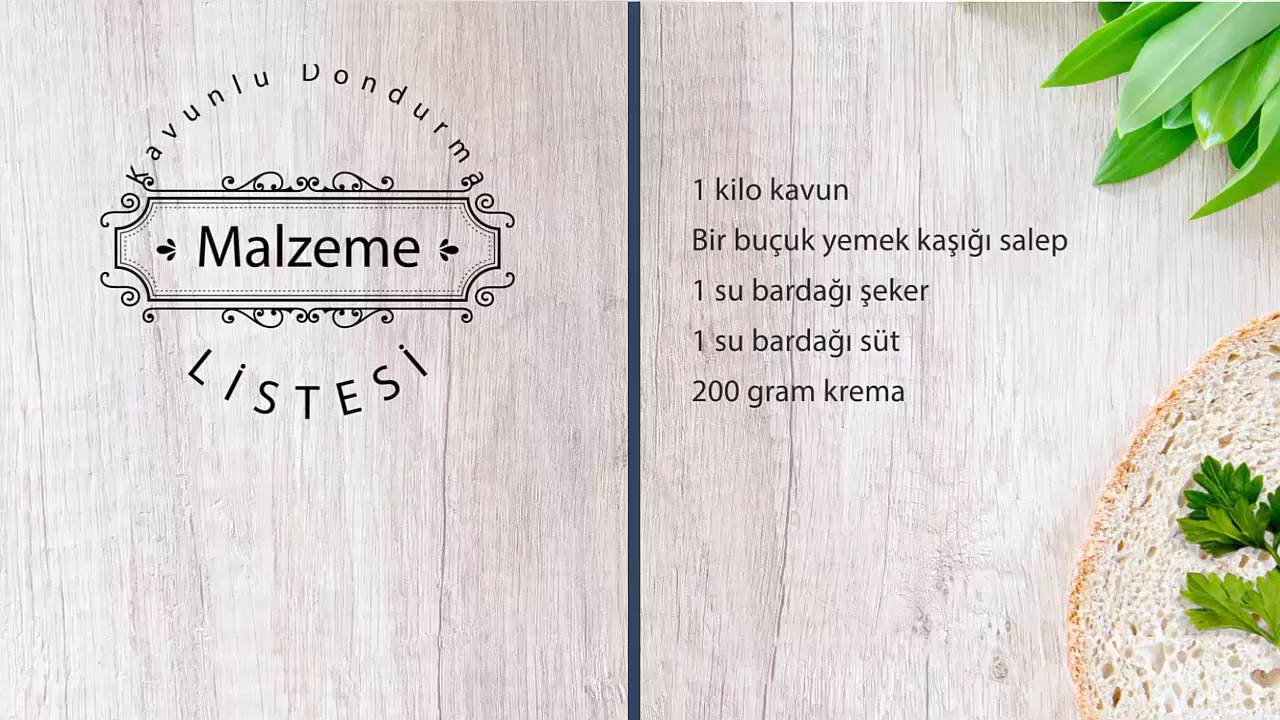 Kavunlu Dondurma
Malzeme
LİSTESİ
1 kilo kavun
Bir buçuk yemek kaşığı salep
1 su bardağı şeker
1 su bardağı süt
200 gram krema